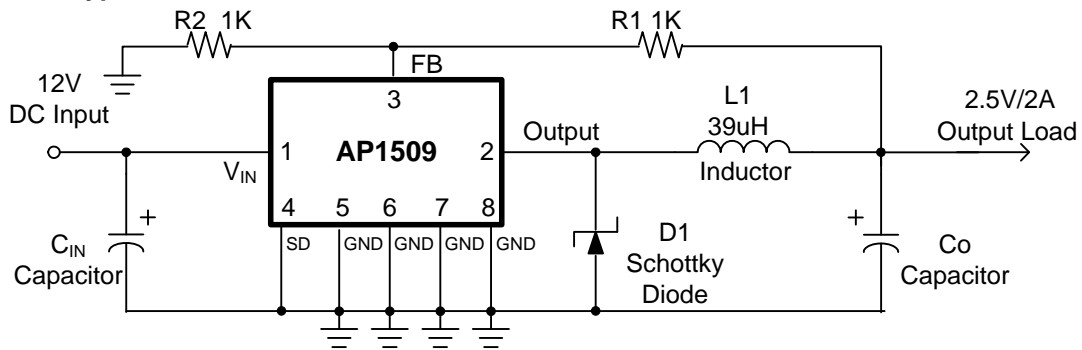 R2 1K
R1 1K
FB
12V
DC Input
3
L1
39uH
Inductor
2.5V/2A
Output Load
Output
1
AP1509
2
VIN
4
5
6
7
8
SD
GND
GND
GND
GND
+
CIN
Capacitor
D1
Schottky
Diode
+
Co
Capacitor